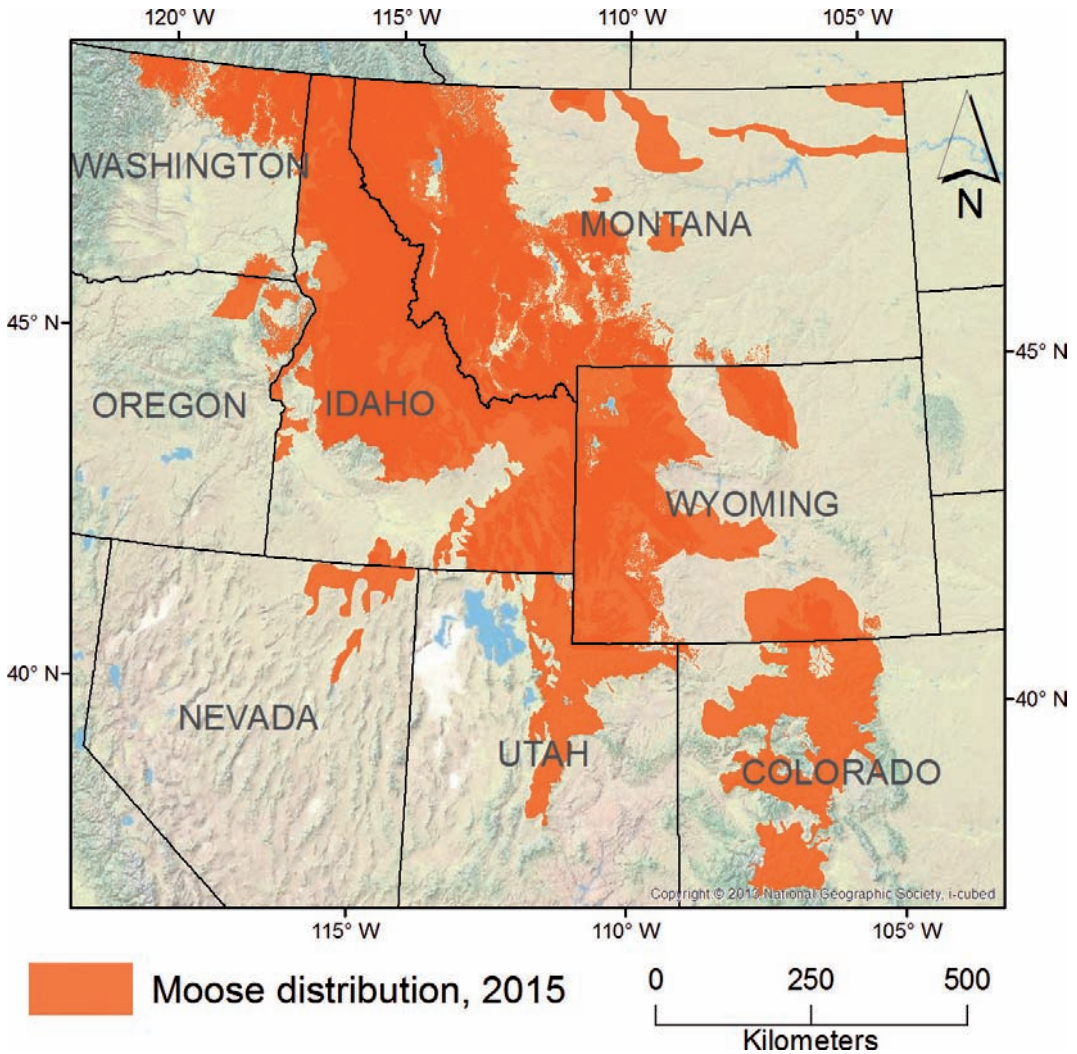 120° W 115° W 110° W 105° W
WASHINGTON
MONTANA
N
45° N
45° N
OREGON
IDAHO
WYOMING
40° N
40° N
NEVADA
UTAH
COLORADO
Copyright:© 2013 National Geographic Society, i-cubed
115° W 110° W 105° W
Moose distribution, 2015
0 250 500
Kilometers